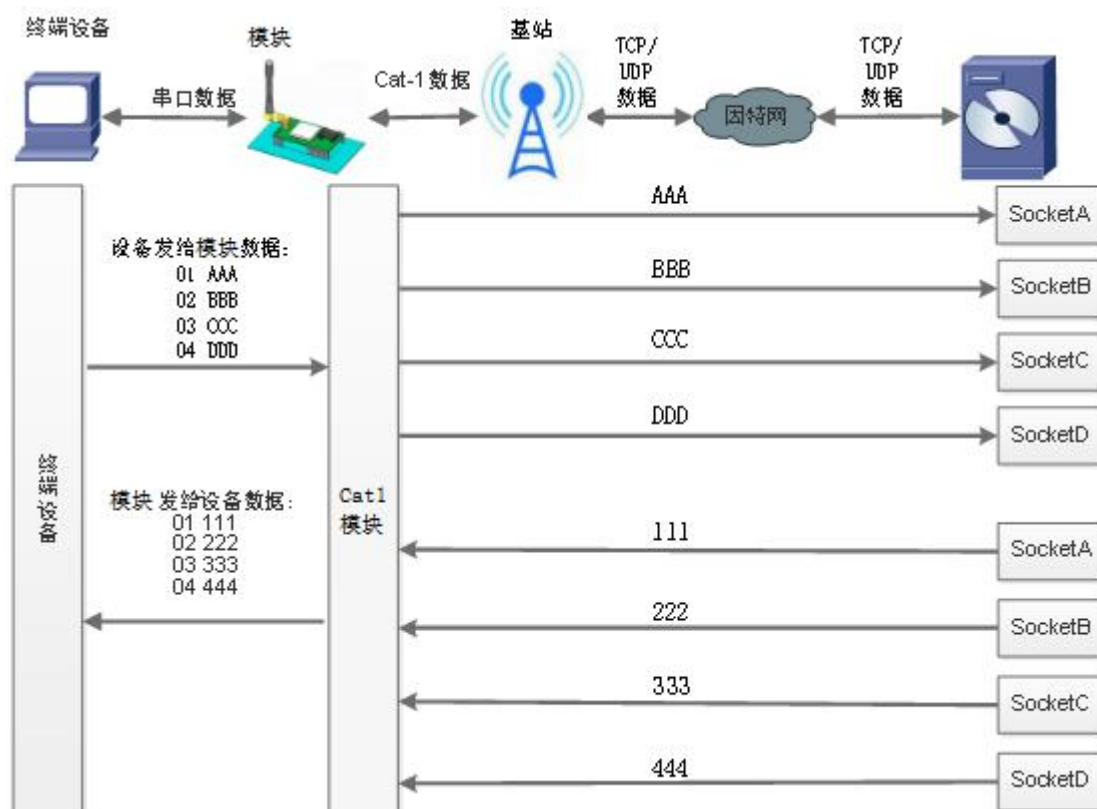 终端设备
模块
基站
串口数据
Cat-1 数据
TCP/
UDP
数据
因特网
TCP/
UDP
数据
设备发给模块数据：
01 AAA
02 BBB
03 CCC
04 DDD
AAA
SocketA
BBB
SocketB
CCC
SocketC
DDD
SocketD
终端设备
模块发给设备数据：
01 111
02 222
03 333
04 444
Cat1
模块
111
SocketA
222
SocketB
333
SocketC
444
SocketD